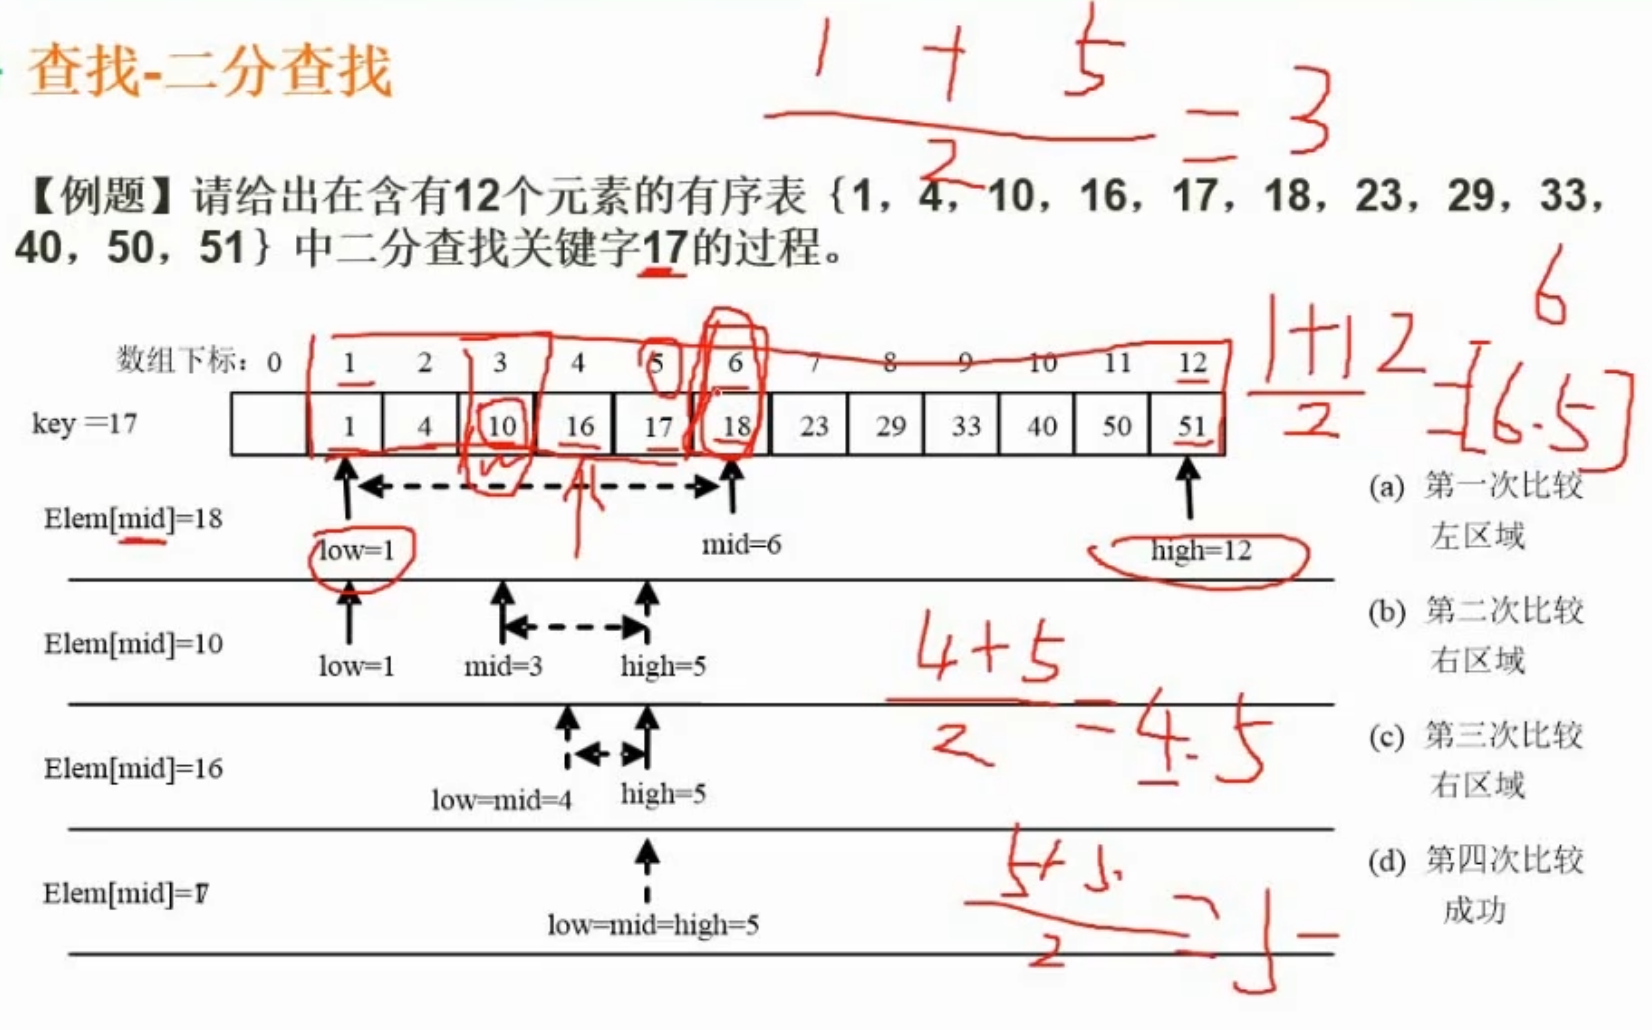 查找-二分查找
1 + 5
2
= 3
【例题】请给出在含有12个元素的有序表｛1，4，10，16，17，18，23，29，33，
40，50，51｝中二分查找关键字17的过程。
6
数组下标：0 1 2 3 4 5 6 7 8 9 10 11 12
key =17 1 4 10 16 17 18 23 29 33 40 50 51
1+12
2
=[6.5]
Elem[mid]=18 low=1 mid=6 high=12 (a) 第一次比较
左区域
Elem[mid]=10 low=1 mid=3 high=5 (b) 第二次比较
右区域
4+5
2
=4.5
Elem[mid]=16 low=mid=4 high=5 (c) 第三次比较
右区域
5+5
2
=5
Elem[mid]=17 low=mid=high=5 (d) 第四次比较
成功